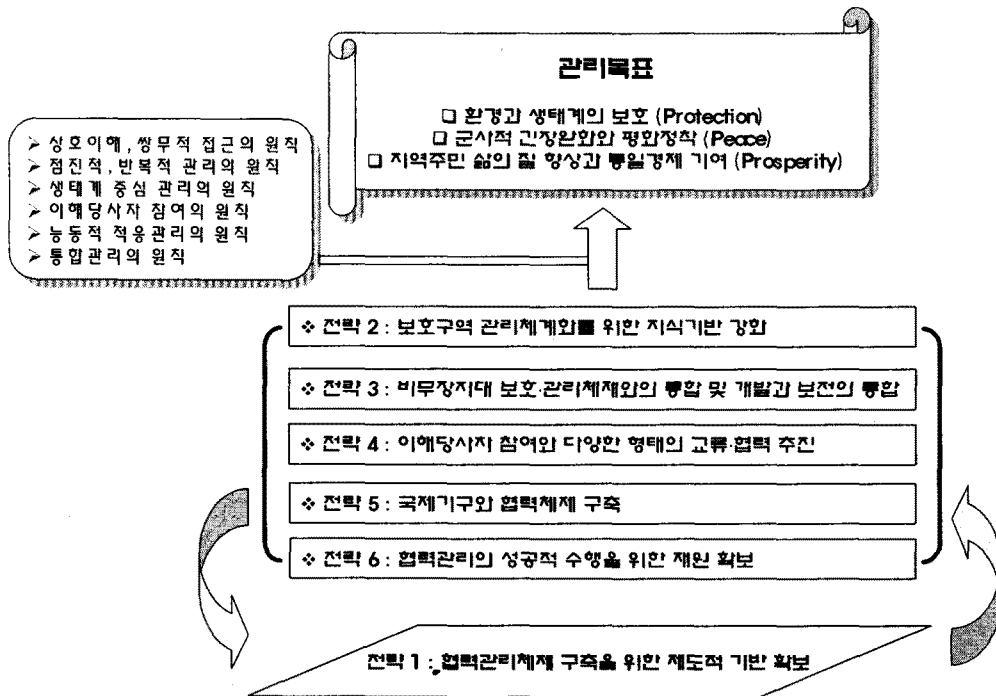 관리목표
❑ 환경과 생태계의 보호 (Protection)
❑ 군사적 긴장완화와 평화정착 (Peace)
❑ 지역주민 삶의 질 향상과 통일경제 기여 (Prosperity)
➢ 상호이해, 쌍무적 접근의 원칙
➢ 점진적, 반복적 관리의 원칙
➢ 생태계 중심 관리의 원칙
➢ 이해당사자 참여의 원칙
➢ 능동적 적응관리의 원칙
➢ 통합관리의 원칙
❖ 전략 2 : 보호구역 관리체계화를 위한 지식기반 강화
❖ 전략 3 : 비무장지대 보호·관리체재와의 통합 및 개발과 보전의 통합
❖ 전략 4 : 이해당사자 참여와 다양한 형태의 교류·협력 추진
❖ 전략 5 : 국제기구와 협력체제 구축
❖ 전략 6 : 협력관리의 성공적 수행을 위한 재원 확보
전략 1 : 협력관리체제 구축을 위한 제도적 기반 확보